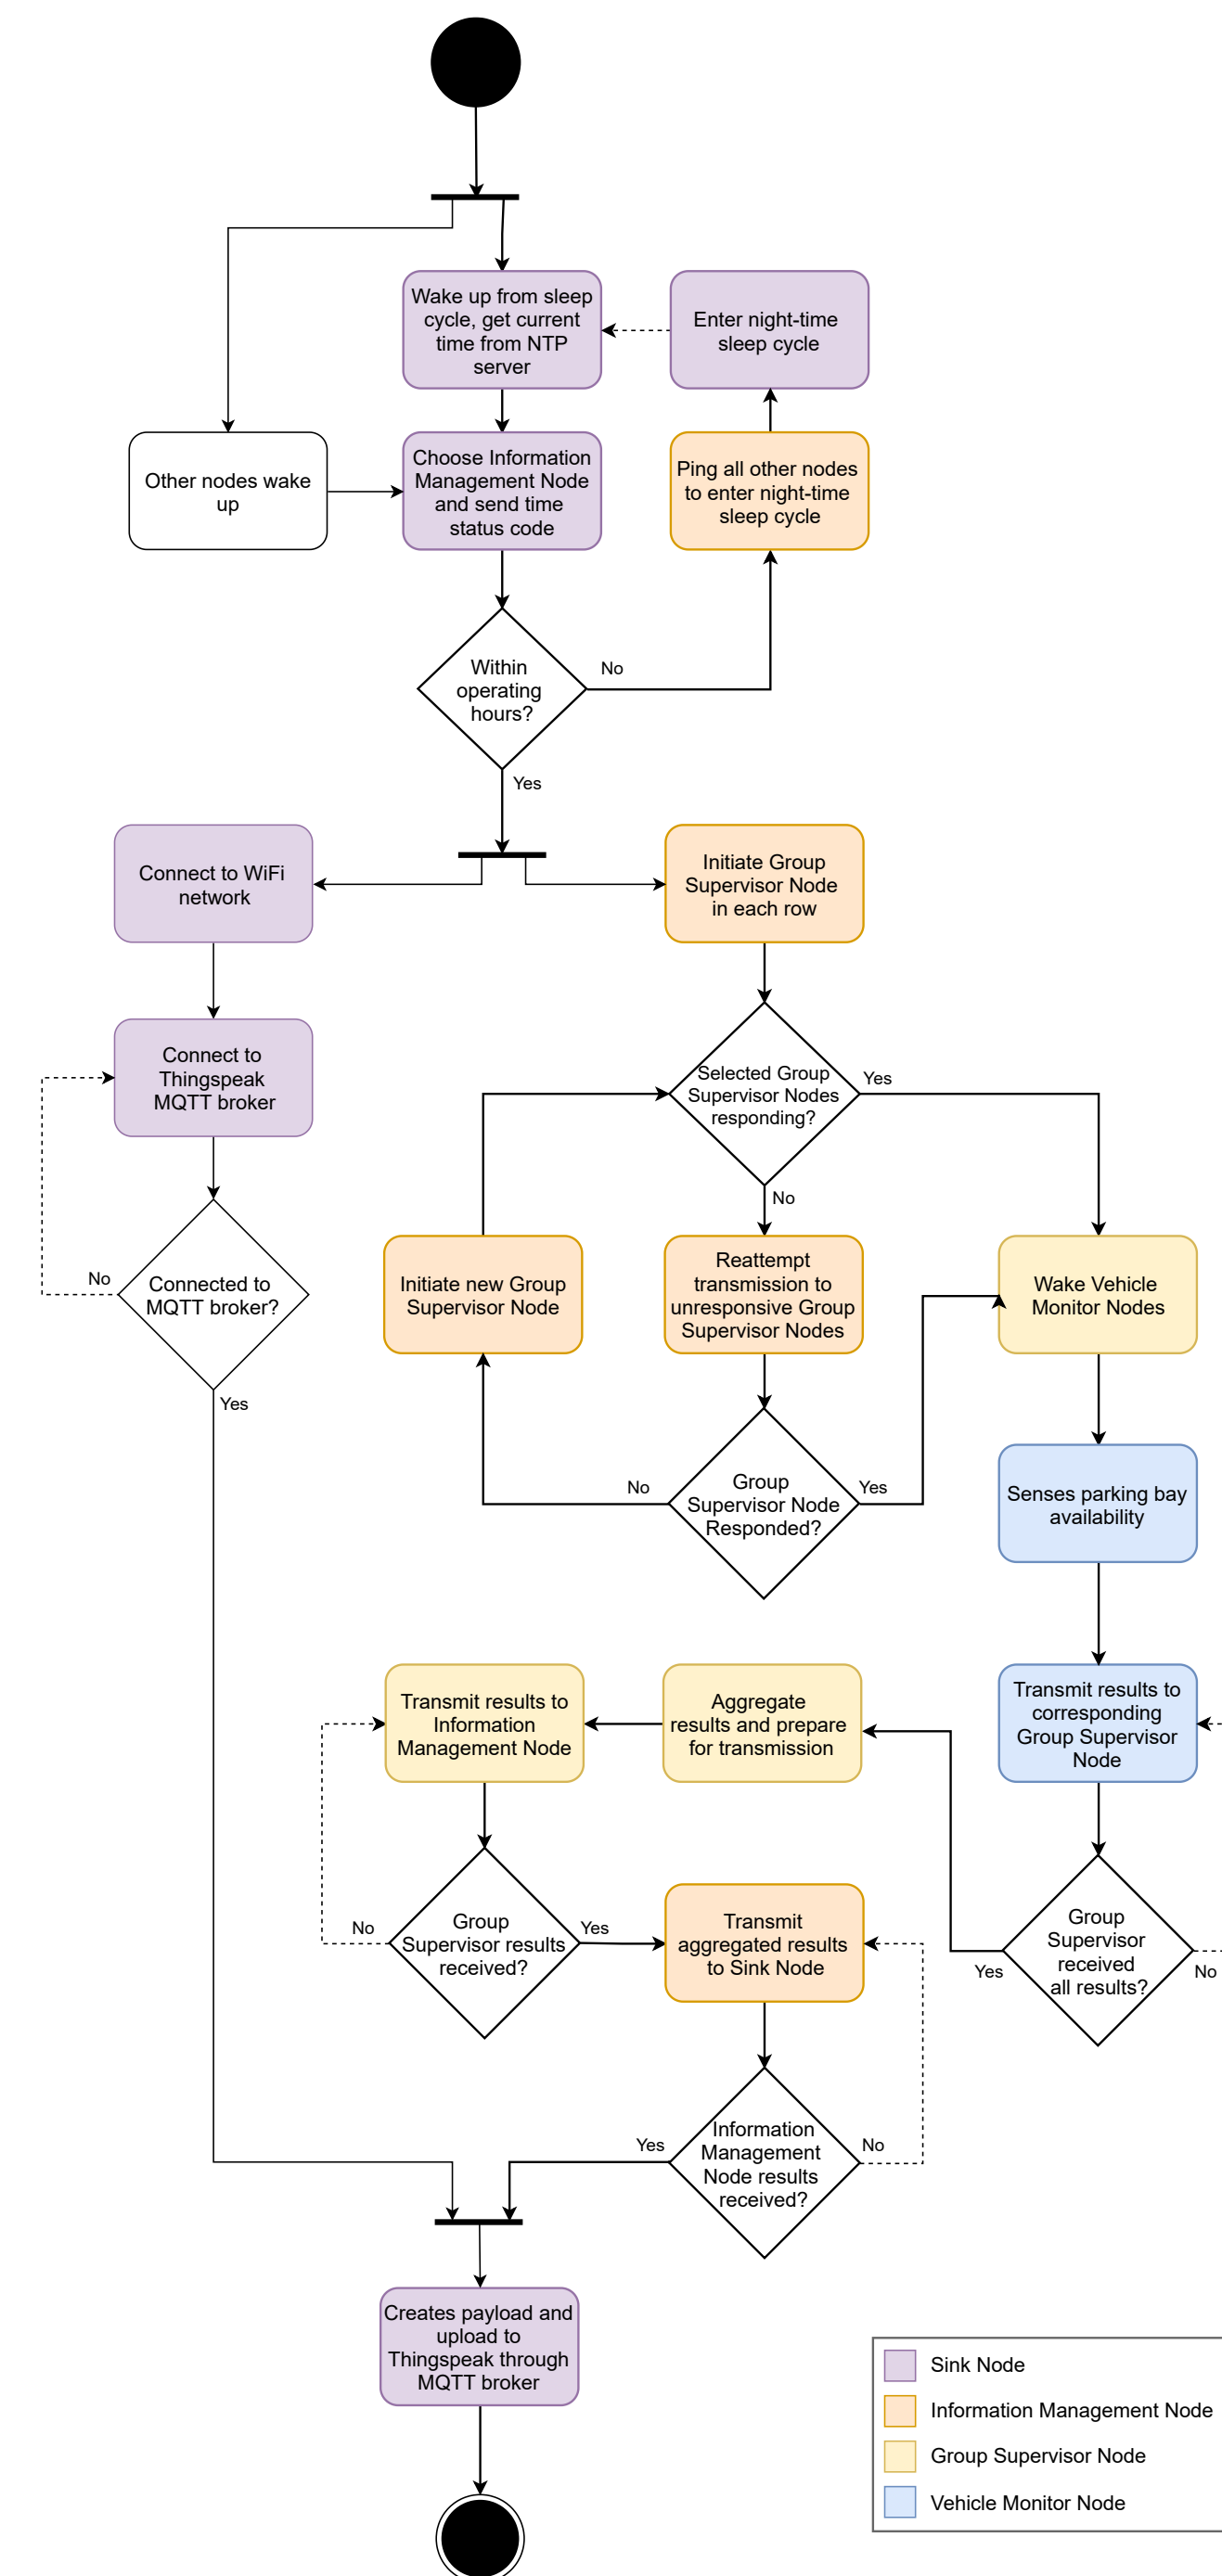 Wake up from sleep
cycle, get current
time from NTP
server
Enter night-time
sleep cycle
Other nodes wake
up
Choose Information
Management Node
and send time
status code
Ping all other nodes
to enter night-time
sleep cycle
Within
operating
hours?
No
Yes
Connect to WiFi
network
Initiate Group
Supervisor Node
in each row
Connect to
Thingspeak
MQTT broker
Selected Group
Supervisor Nodes
responding?
Yes
No
Connected to
MQTT broker?
No
Yes
Initiate new Group
Supervisor Node
Reattempt
transmission to
unresponsive Group
Supervisor Nodes
Wake Vehicle
Monitor Nodes
Group
Supervisor Node
Responded?
No
Yes
Senses parking bay
availability
Transmit results to
Information
Management Node
Aggregate
results and prepare
for transmission
Transmit results to
corresponding
Group Supervisor
Node
Group
Supervisor results
received?
No
Yes
Transmit
aggregated results
to Sink Node
Group
Supervisor
received
all results?
Yes
No
Information
Management
Node results
received?
Yes
No
Creates payload and
upload to
Thingspeak through
MQTT broker
Sink Node
Information Management Node
Group Supervisor Node
Vehicle Monitor Node